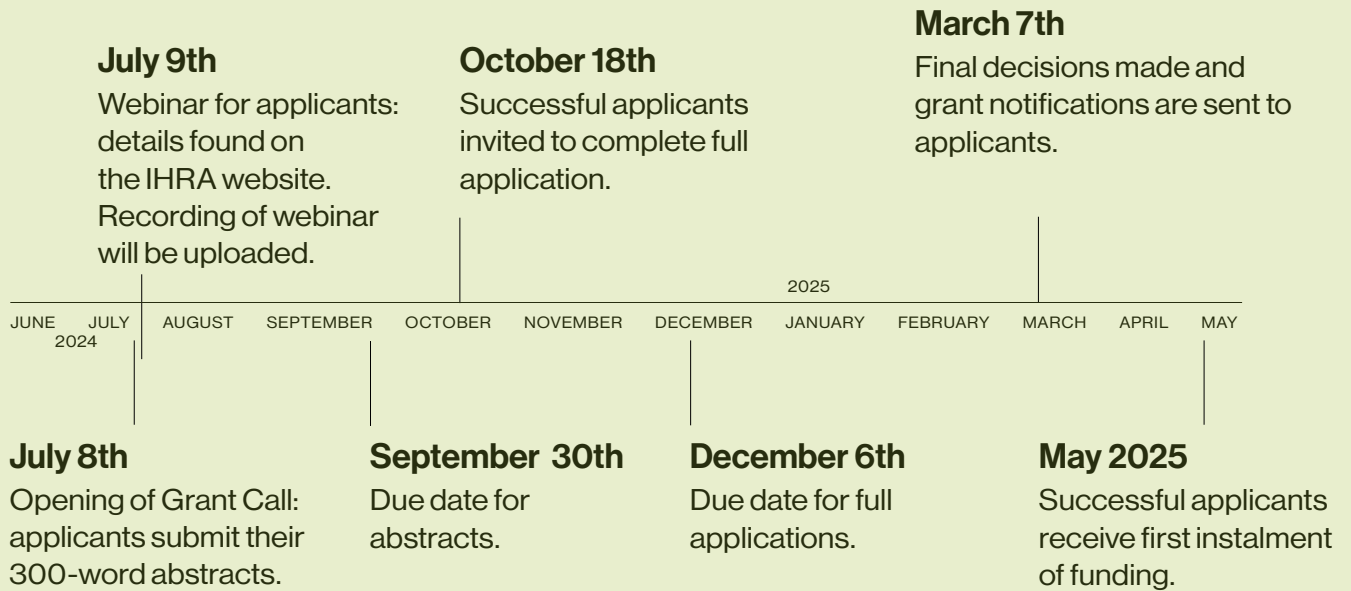 July 9th
Webinar for applicants:
details found on
the IHRA website.
Recording of webinar
will be uploaded.
October 18th
Successful applicants
invited to complete full
application.
March 7th
Final decisions made and
grant notifications are sent to
applicants.
2025
JUNE JULY AUGUST SEPTEMBER OCTOBER NOVEMBER DECEMBER JANUARY FEBRUARY MARCH APRIL MAY
2024
July 8th
Opening of Grant Call:
applicants submit their
300-word abstracts.
September 30th
Due date for
abstracts.
December 6th
Due date for full
applications.
May 2025
Successful applicants
receive first instalment
of funding.